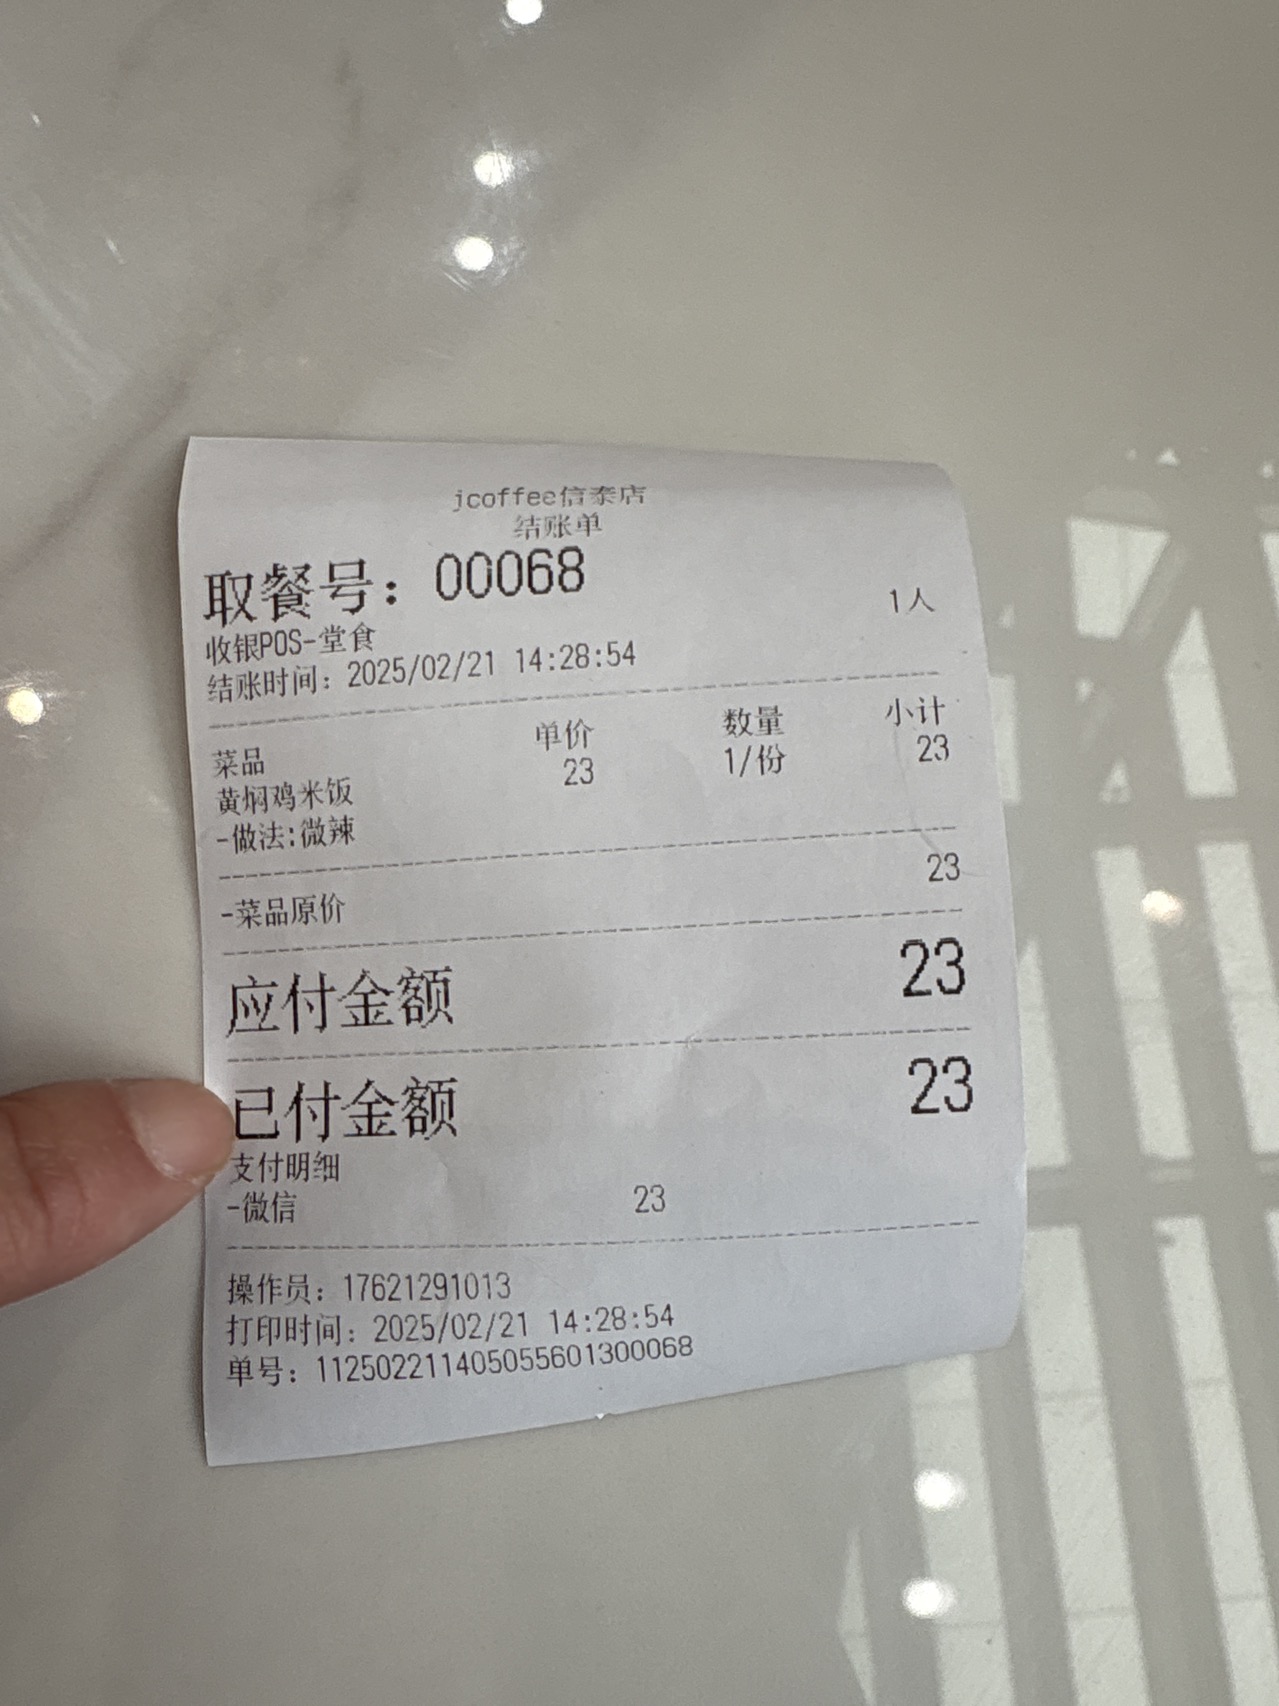 jcoffee信泰店
结账单
取餐号：00068
收银POS-堂食 1人
结账时间：2025/02/21 14:28:54
菜品 单价 数量 小计
黄焖鸡米饭 23 1/份 23
-做法:微辣
-菜品原价 23
应付金额 23
已付金额 23
支付明细
-微信 23
操作员：17621291013
打印时间：2025/02/21 14:28:54
单号：1125022114050556013000​68